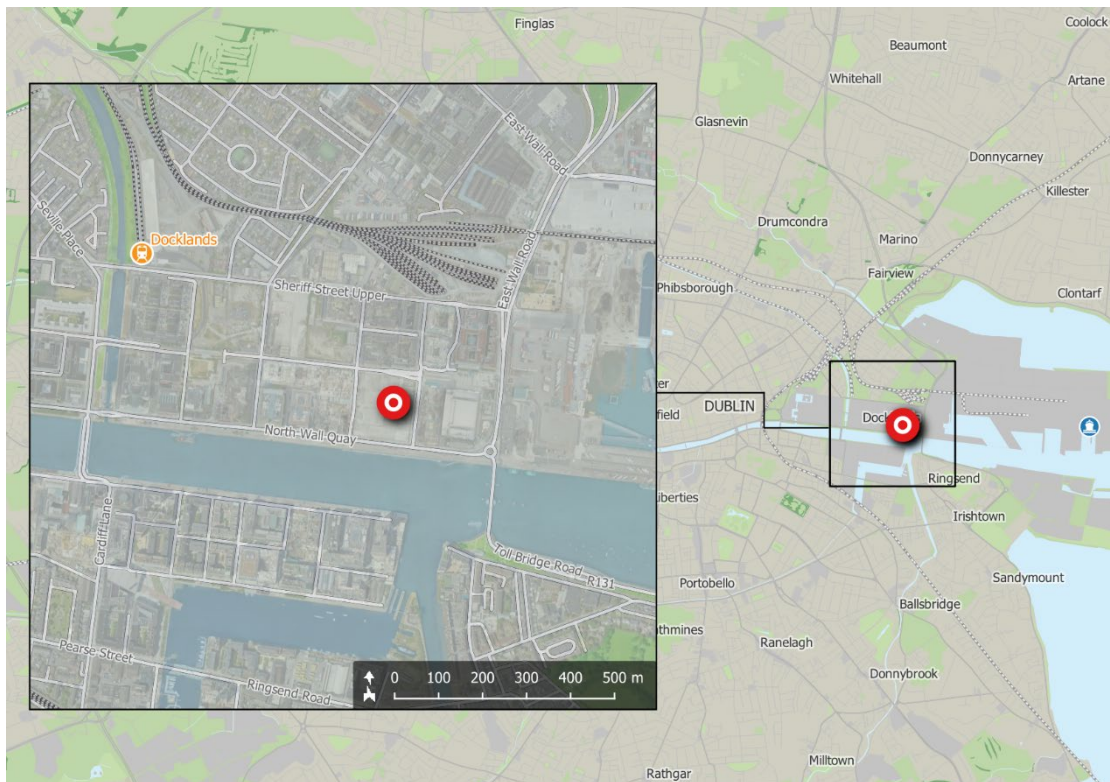 Finglas
Coolock
Beaumont
Whitehall
Artane
Glasnevin
Donnycarney
Killester
Drumcondra
Marino
Fairview
Phibsborough
Clontarf
DUBLIN
Ringsend
Irishtown
Sandymount
Portobello
Ballsbridge
Ranelagh
Donnybrook
Milltown
Rathgar
East Wall Road
Seville Place
Docklands
East Wall Road
Sheriff Street Upper
North Wall Quay
Cardiff Lane
Toll Bridge Road
R131
Pearse Street
Ringsend Road
0 100 200 300 400 500 m